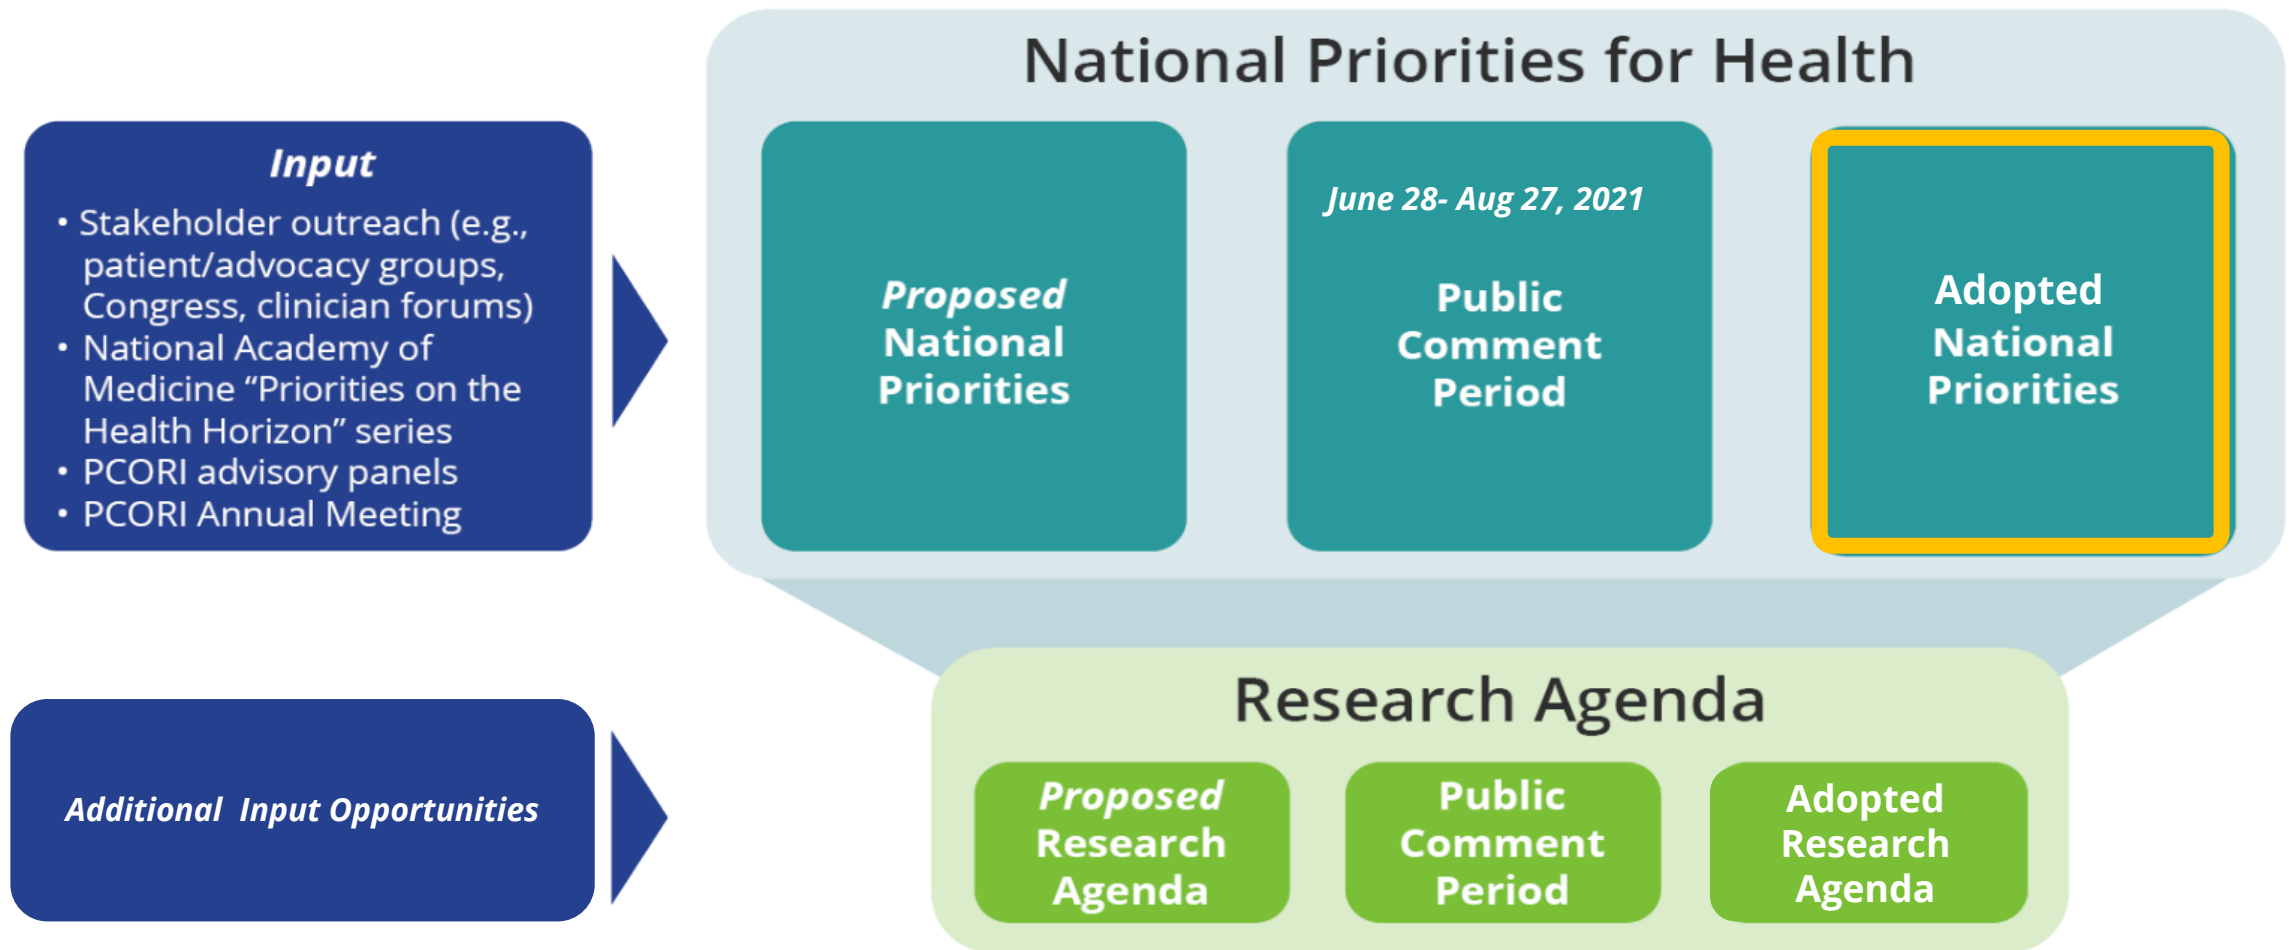 National Priorities for Health
Input
• Stakeholder outreach (e.g.,
patient/advocacy groups,
Congress, clinician forums)
• National Academy of
Medicine “Priorities on the
Health Horizon” series
• PCORI advisory panels
• PCORI Annual Meeting
Proposed
National
Priorities
June 28- Aug 27, 2021
Public
Comment
Period
Adopted
National
Priorities
Additional Input Opportunities
Research Agenda
Proposed
Research
Agenda
Public
Comment
Period
Adopted
Research
Agenda